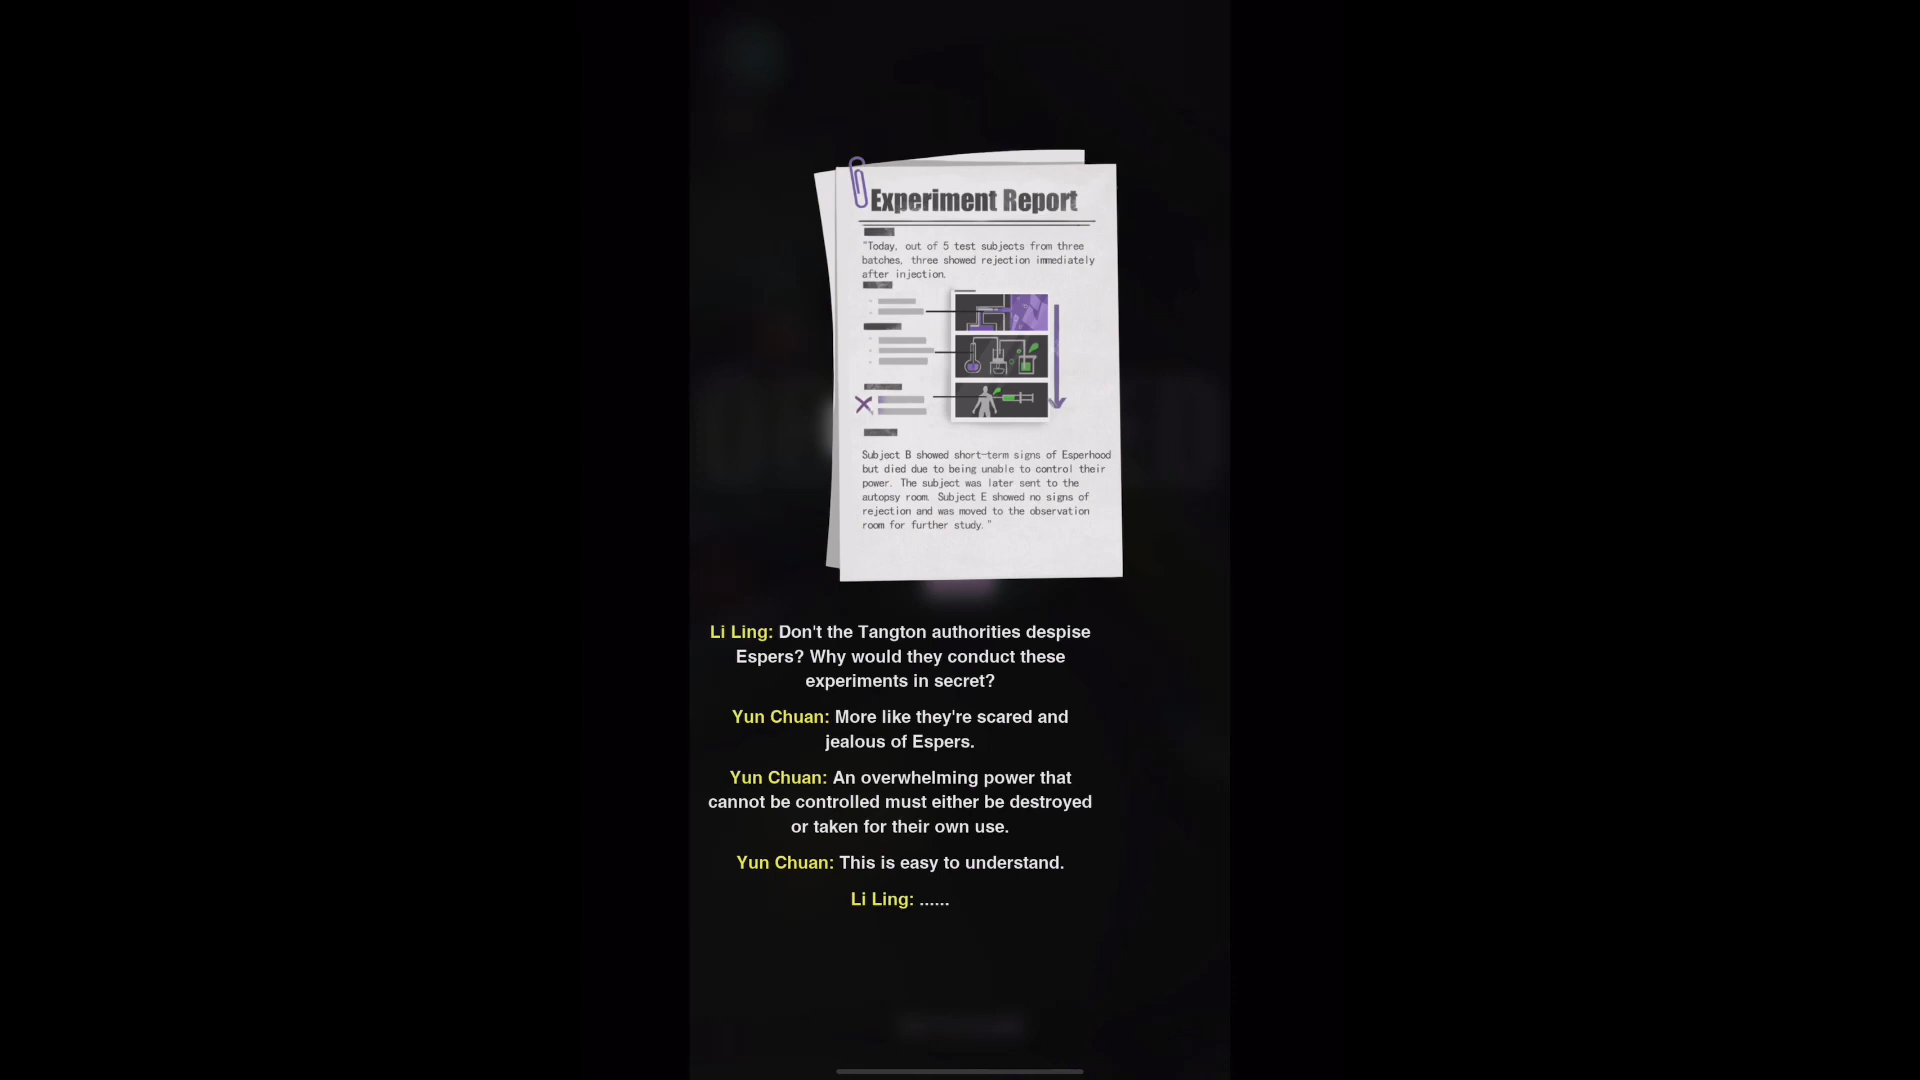 Experiment Report
"Today, out of 5 test subjects from three
batches, three showed rejection immediately
after injection.
Subject B showed short-term signs of Esperhood
but died due to being unable to control their
power. The subject was later sent to the
autopsy room. Subject E showed no signs of
rejection and was moved to the observation
room for further study."
Li Ling: Don't the Tangton authorities despise
Espers? Why would they conduct these
experiments in secret?
Yun Chuan: More like they're scared and
jealous of Espers.
Yun Chuan: An overwhelming power that
cannot be controlled must either be destroyed
or taken for their own use.
Yun Chuan: This is easy to understand.
Li Ling: ......